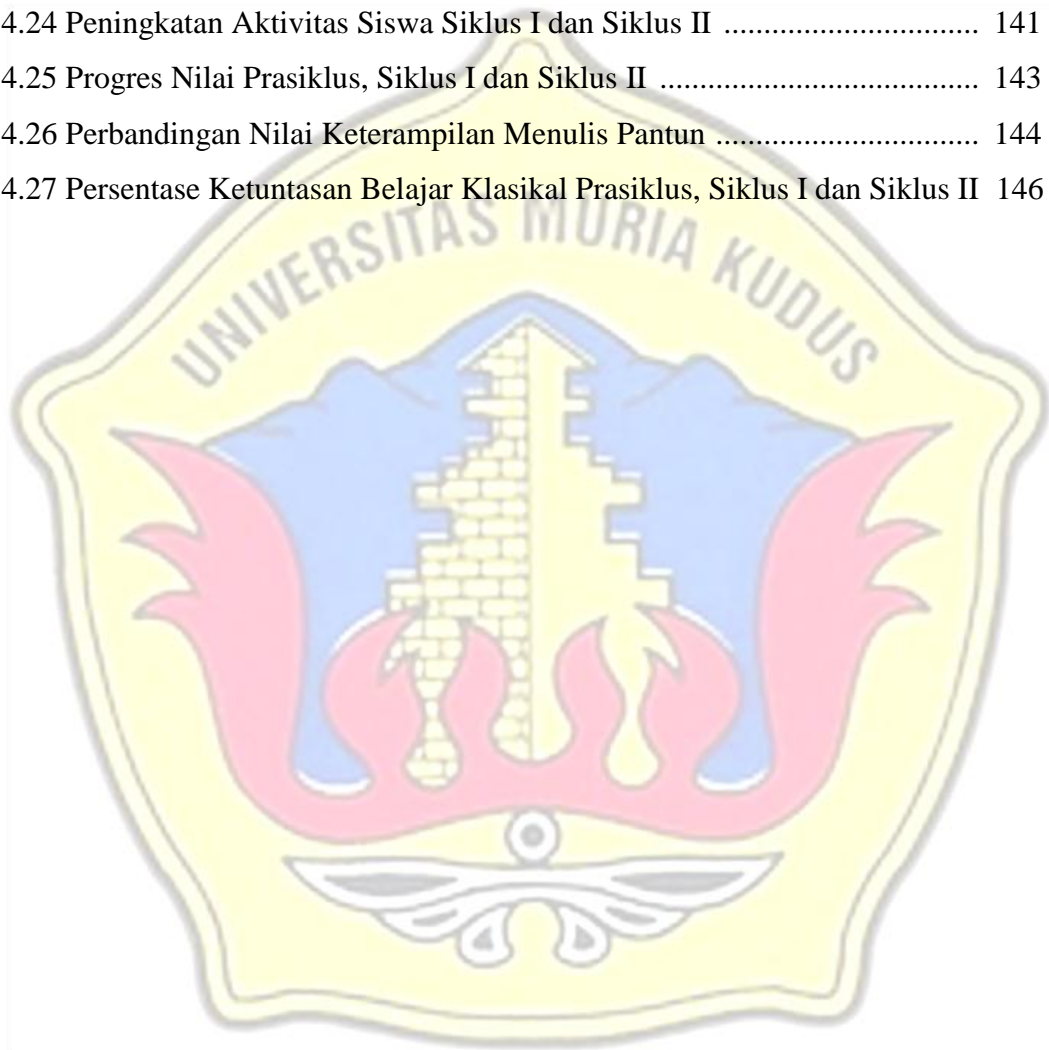 4.24 Peningkatan Aktivitas Siswa Siklus I dan Siklus II ................................ 141
4.25 Progres Nilai Prasiklus, Siklus I dan Siklus II ........................................ 143
4.26 Perbandingan Nilai Keterampilan Menulis Pantun ................................. 144
4.27 Persentase Ketuntasan Belajar Klasikal Prasiklus, Siklus I dan Siklus II 146
UNIVERSITAS MURIA KUDUS